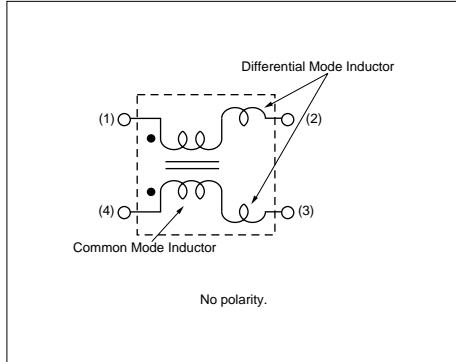 Differential Mode Inductor
(1)
(2)
(4)
(3)
Common Mode Inductor
No polarity.